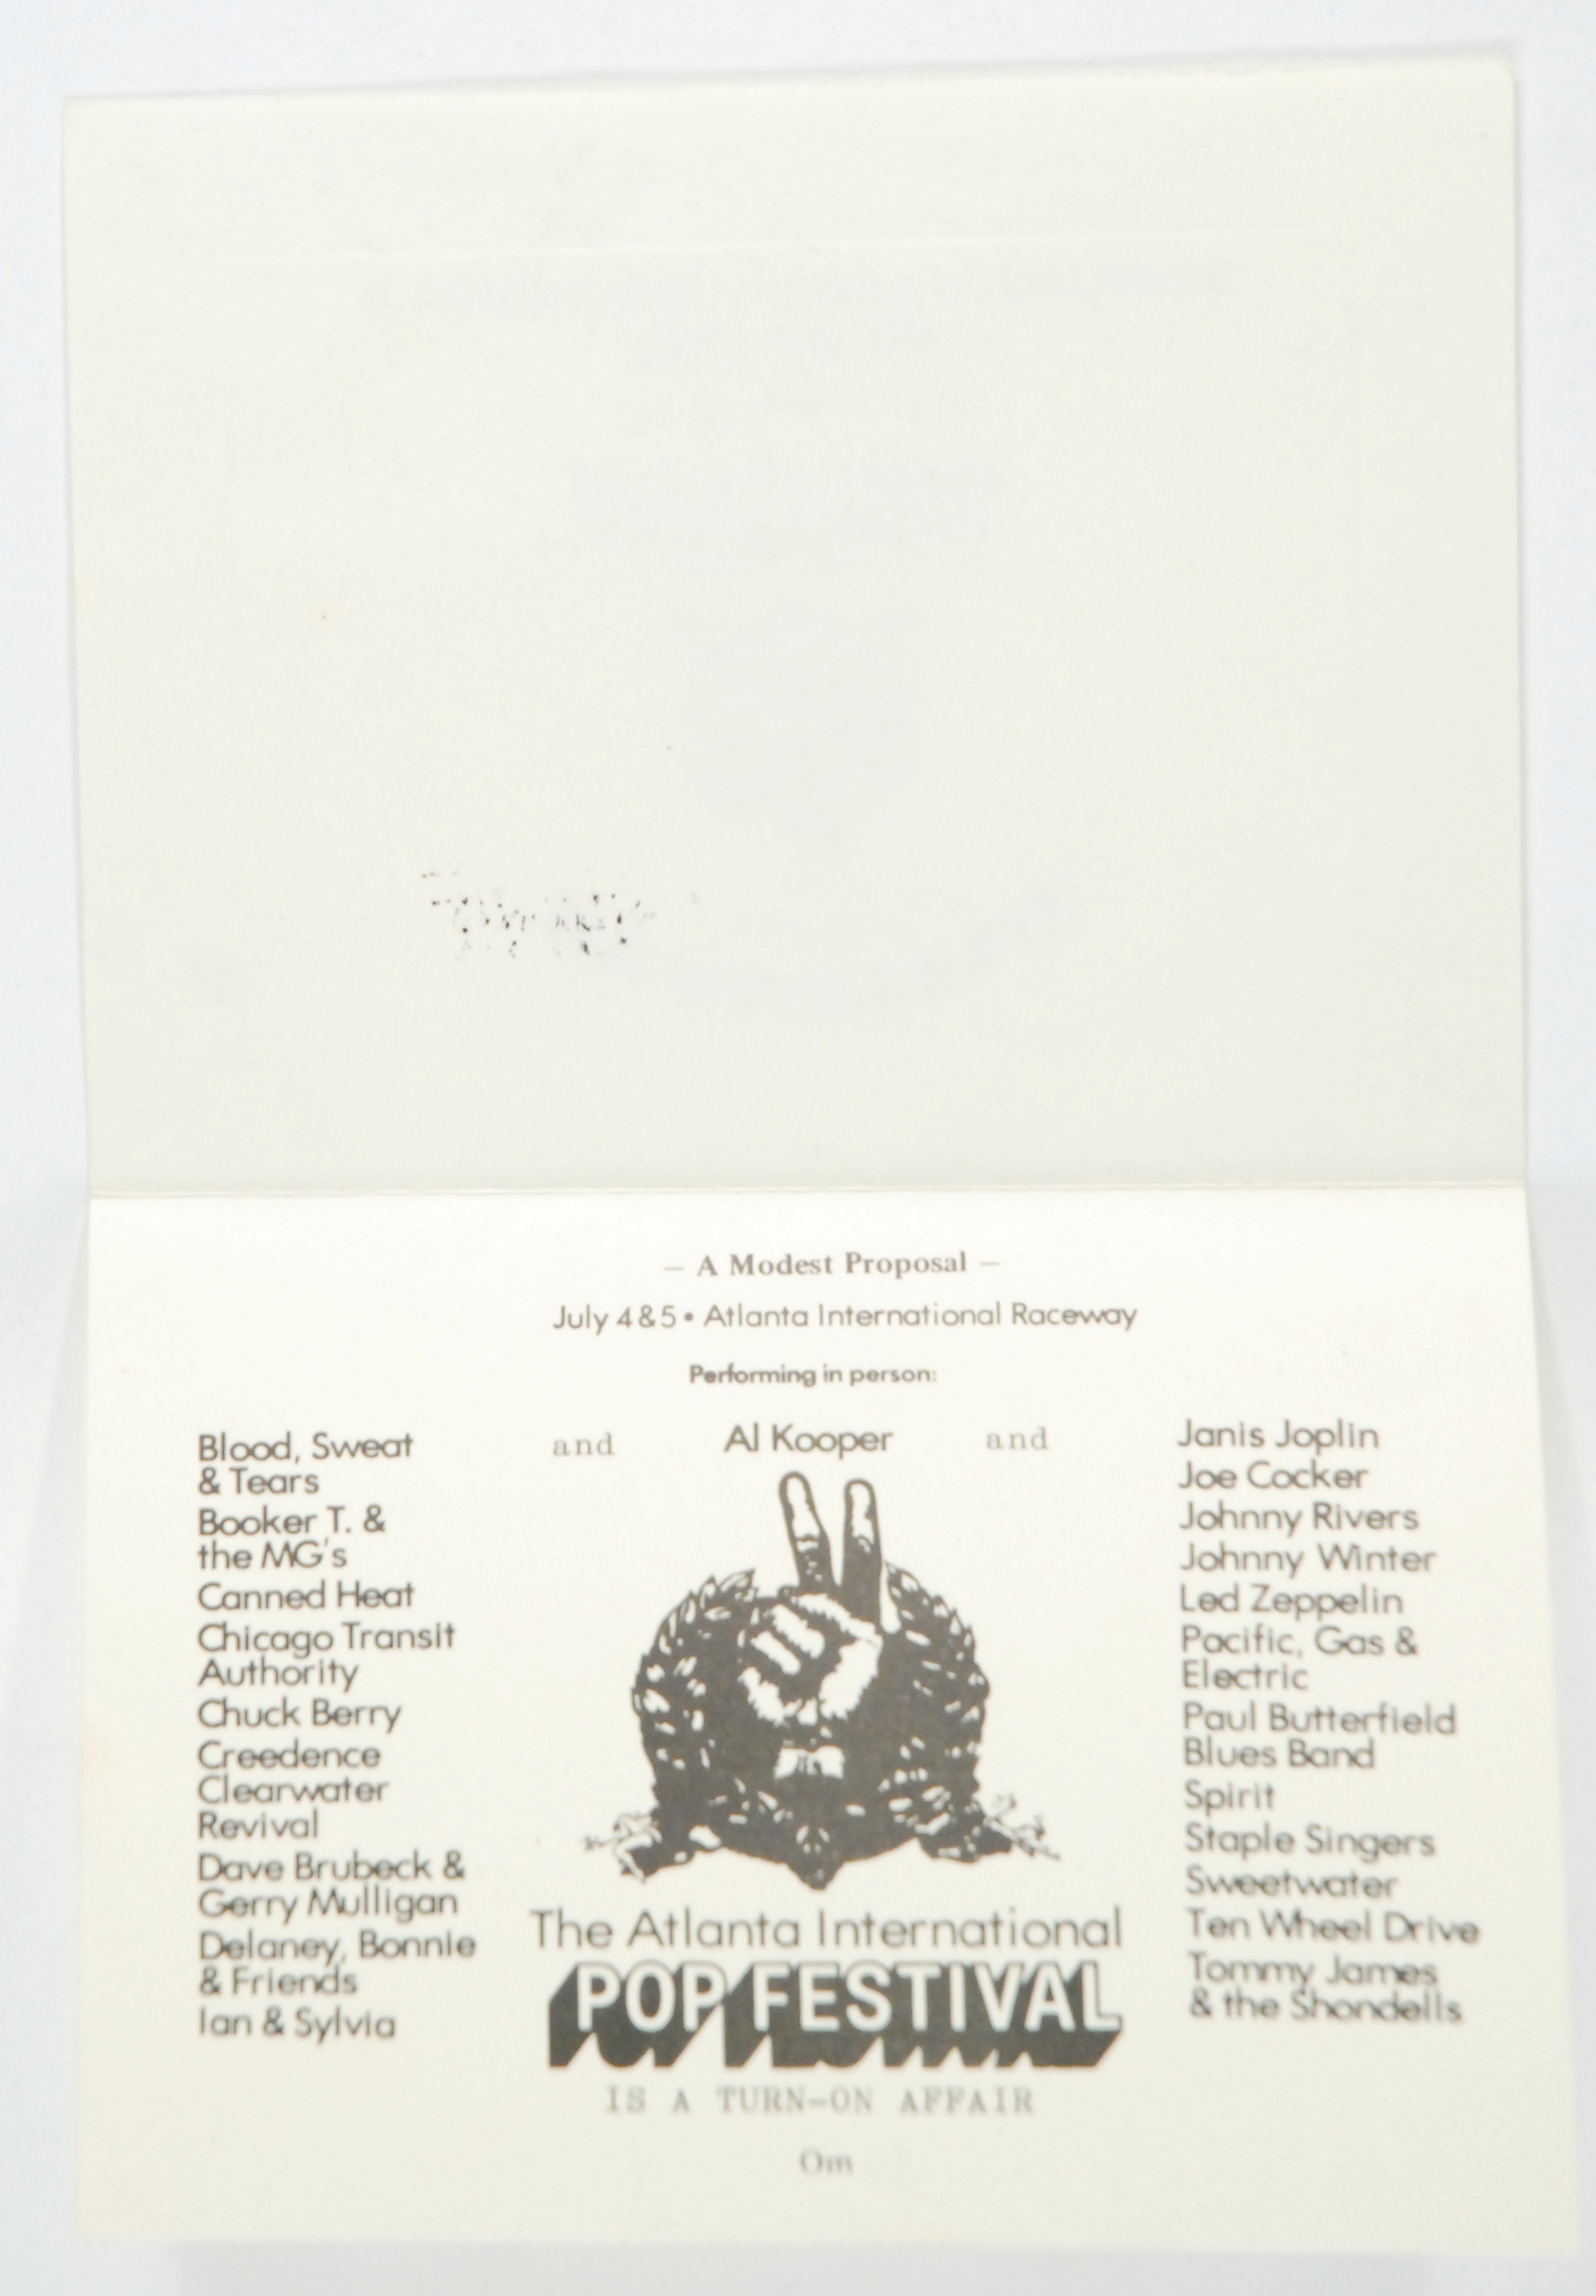 — A Modest Proposal —
July 4 & 5 • Atlanta International Raceway
Performing in person:
Blood, Sweat
& Tears
Booker T. &
the MG's
Canned Heat
Chicago Transit
Authority
Chuck Berry
Creedence
Clearwater
Revival
Dave Brubeck &
Gerry Mulligan
Delaney, Bonnie
& Friends
Ian & Sylvia
and Al Kooper and
Janis Joplin
Joe Cocker
Johnny Rivers
Johnny Winter
Led Zeppelin
Pacific, Gas &
Electric
Paul Butterfield
Blues Band
Spirit
Staple Singers
Sweetwater
Ten Wheel Drive
Tommy James
& the Shondells
The Atlanta International
POP FESTIVAL
IS A TURN-ON AFFAIR
Om